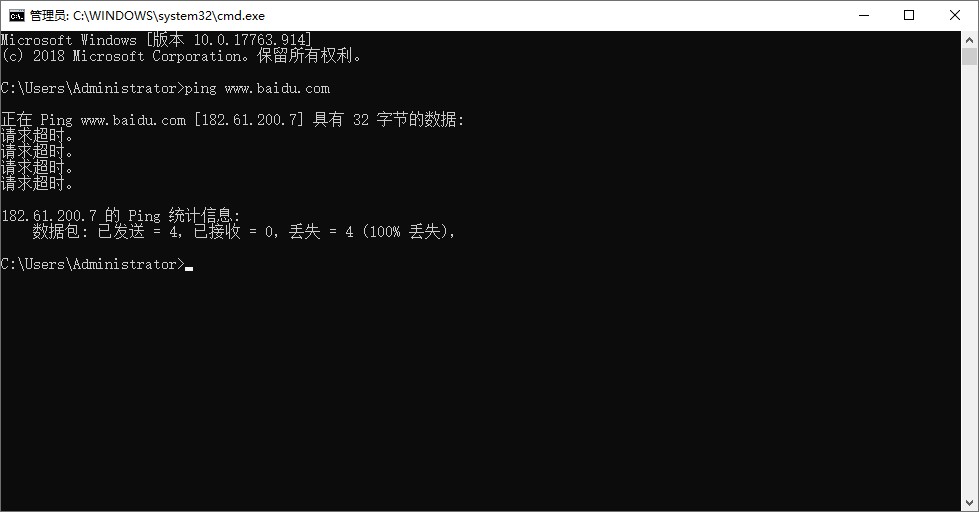 管理员: C:\WINDOWS\system32\cmd.exe
Microsoft Windows [版本 10.0.17763.914]
(c) 2018 Microsoft Corporation。保留所有权利。
C:\Users\Administrator>ping www.baidu.com
正在 Ping www.baidu.com [182.61.200.7] 具有 32 字节的数据:
请求超时。
请求超时。
请求超时。
请求超时。
182.61.200.7 的 Ping 统计信息:
数据包: 已发送 = 4，已接收 = 0，丢失 = 4 (100% 丢失)，
C:\Users\Administrator>